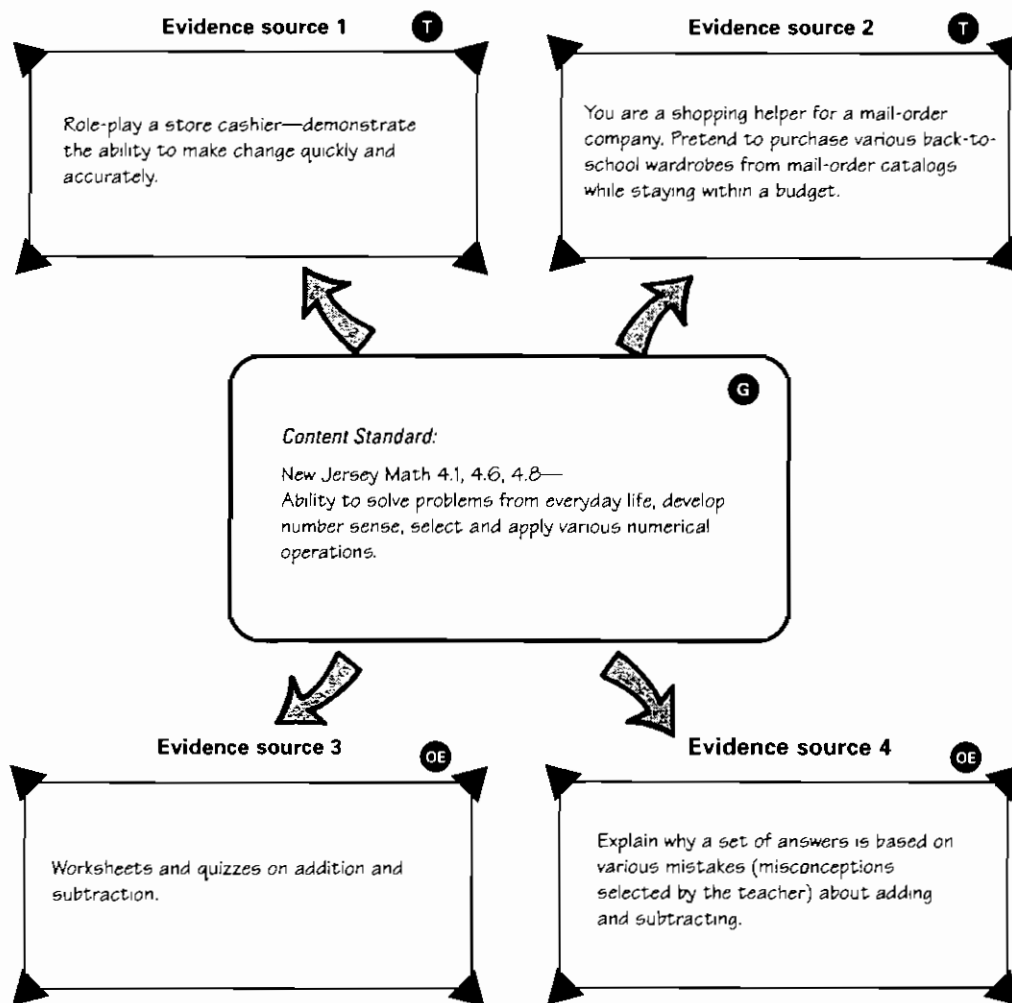 Evidence source 1
T
Role-play a store cashier—demonstrate
the ability to make change quickly and
accurately.
Evidence source 2
T
You are a shopping helper for a mail-order
company. Pretend to purchase various back-to-
school wardrobes from mail-order catalogs
while staying within a budget.
G
Content Standard:
New Jersey Math 4.1, 4.6, 4.8—
Ability to solve problems from everyday life, develop
number sense, select and apply various numerical
operations.
Evidence source 3
OE
Worksheets and quizzes on addition and
subtraction.
Evidence source 4
OE
Explain why a set of answers is based on
various mistakes (misconceptions
selected by the teacher) about adding
and subtracting.